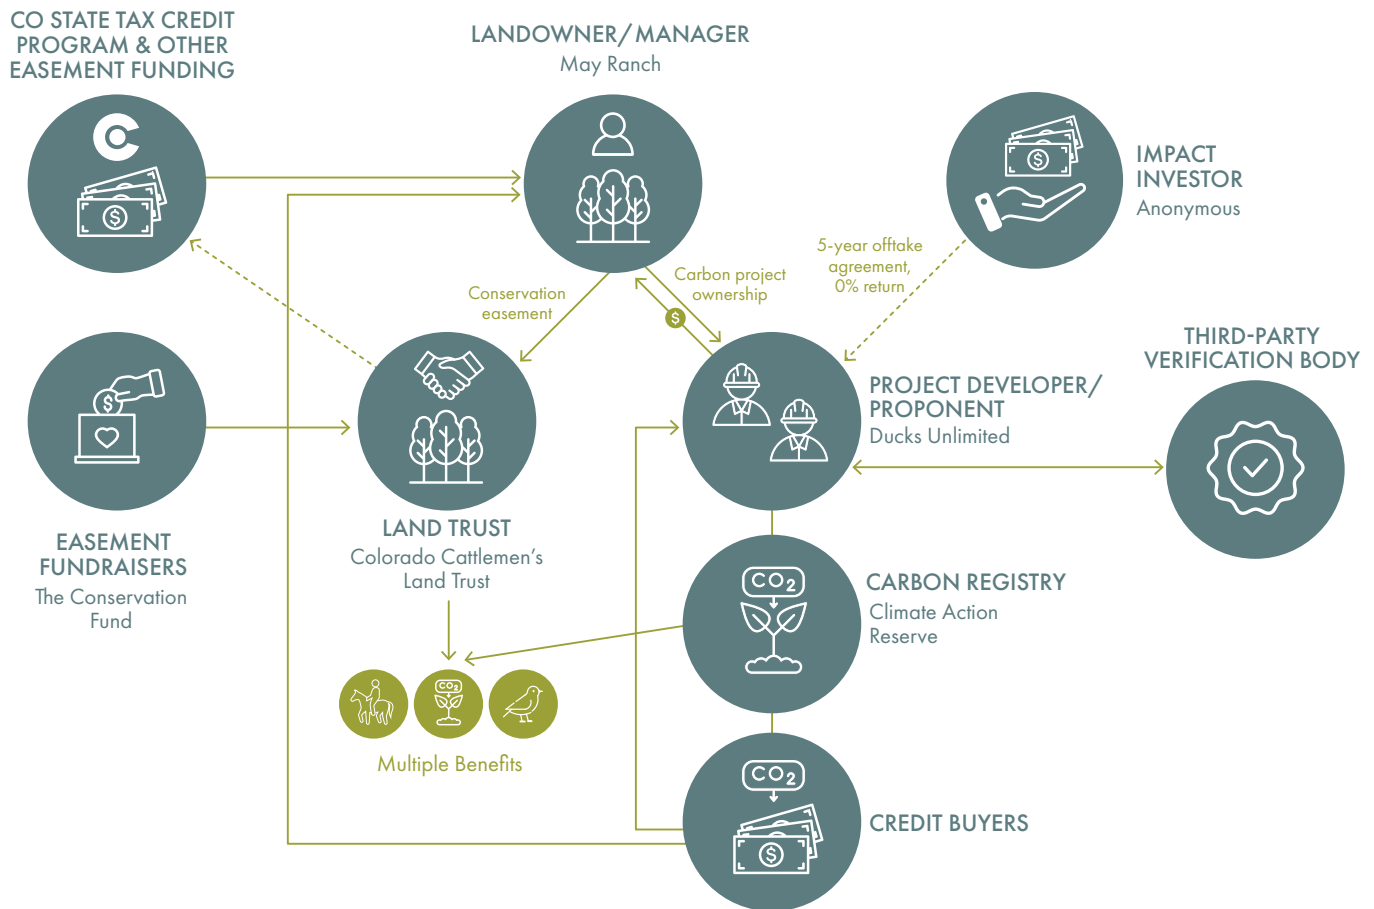 CO STATE TAX CREDIT
PROGRAM & OTHER
EASEMENT FUNDING
LANDOWNER/MANAGER
May Ranch
IMPACT
INVESTOR
Anonymous
5-year offtake
agreement,
0% return
Carbon project
ownership
Conservation
easement
$
THIRD-PARTY
VERIFICATION BODY
PROJECT DEVELOPER/
PROPONENT
Ducks Unlimited
EASEMENT
FUNDRAISERS
The Conservation
Fund
LAND TRUST
Colorado Cattlemen’s
Land Trust
CO2
CARBON REGISTRY
Climate Action
Reserve
CO2
Multiple Benefits
CO2
CREDIT BUYERS
$
$
$
$